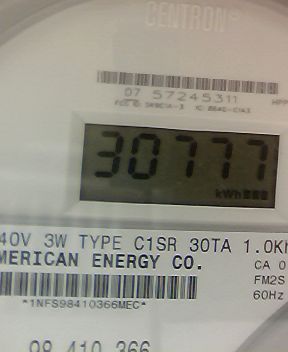 CENTRON®
07 57245311
30777
kWh
40V 3W TYPE C1SR 30TA 1.0Kh
MERICAN ENERGY CO.
CA 0
FM2S
60Hz
*1NFS98410366MEC*
98 410 366